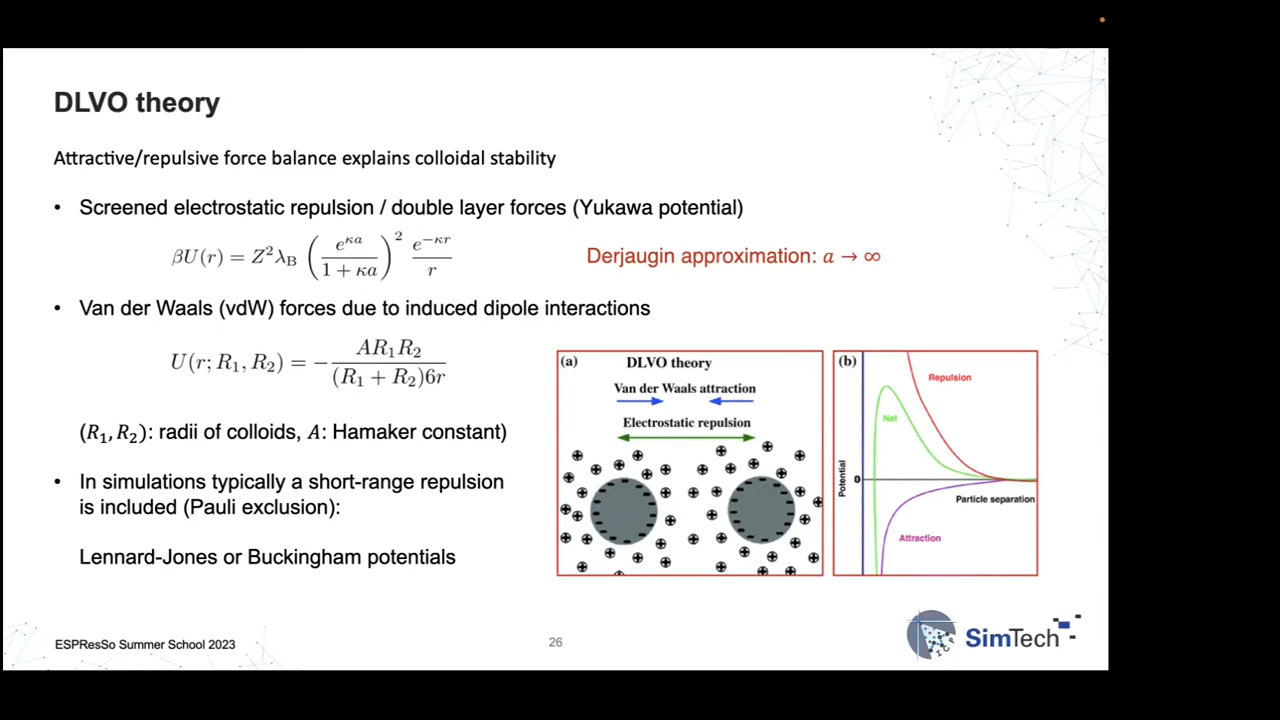 DLVO theory
Attractive/repulsive force balance explains colloidal stability
• Screened electrostatic repulsion / double layer forces (Yukawa potential)
βU(r) = Z²λ_B (e^{κa} / (1 + κa))² e^{−κr} / r
Derjaugin approximation: a → ∞
• Van der Waals (vdW) forces due to induced dipole interactions
U(r; R₁, R₂) = − AR₁R₂ / (R₁ + R₂)6r
(R₁, R₂): radii of colloids, A: Hamaker constant)
• In simulations typically a short-range repulsion
is included (Pauli exclusion):
Lennard-Jones or Buckingham potentials
(a) DLVO theory
Van der Waals attraction
Electrostatic repulsion
(b)
Repulsion
Net
Potential
0
Particle separation
Attraction
ESPResSo Summer School 2023
26
ICP
SimTech